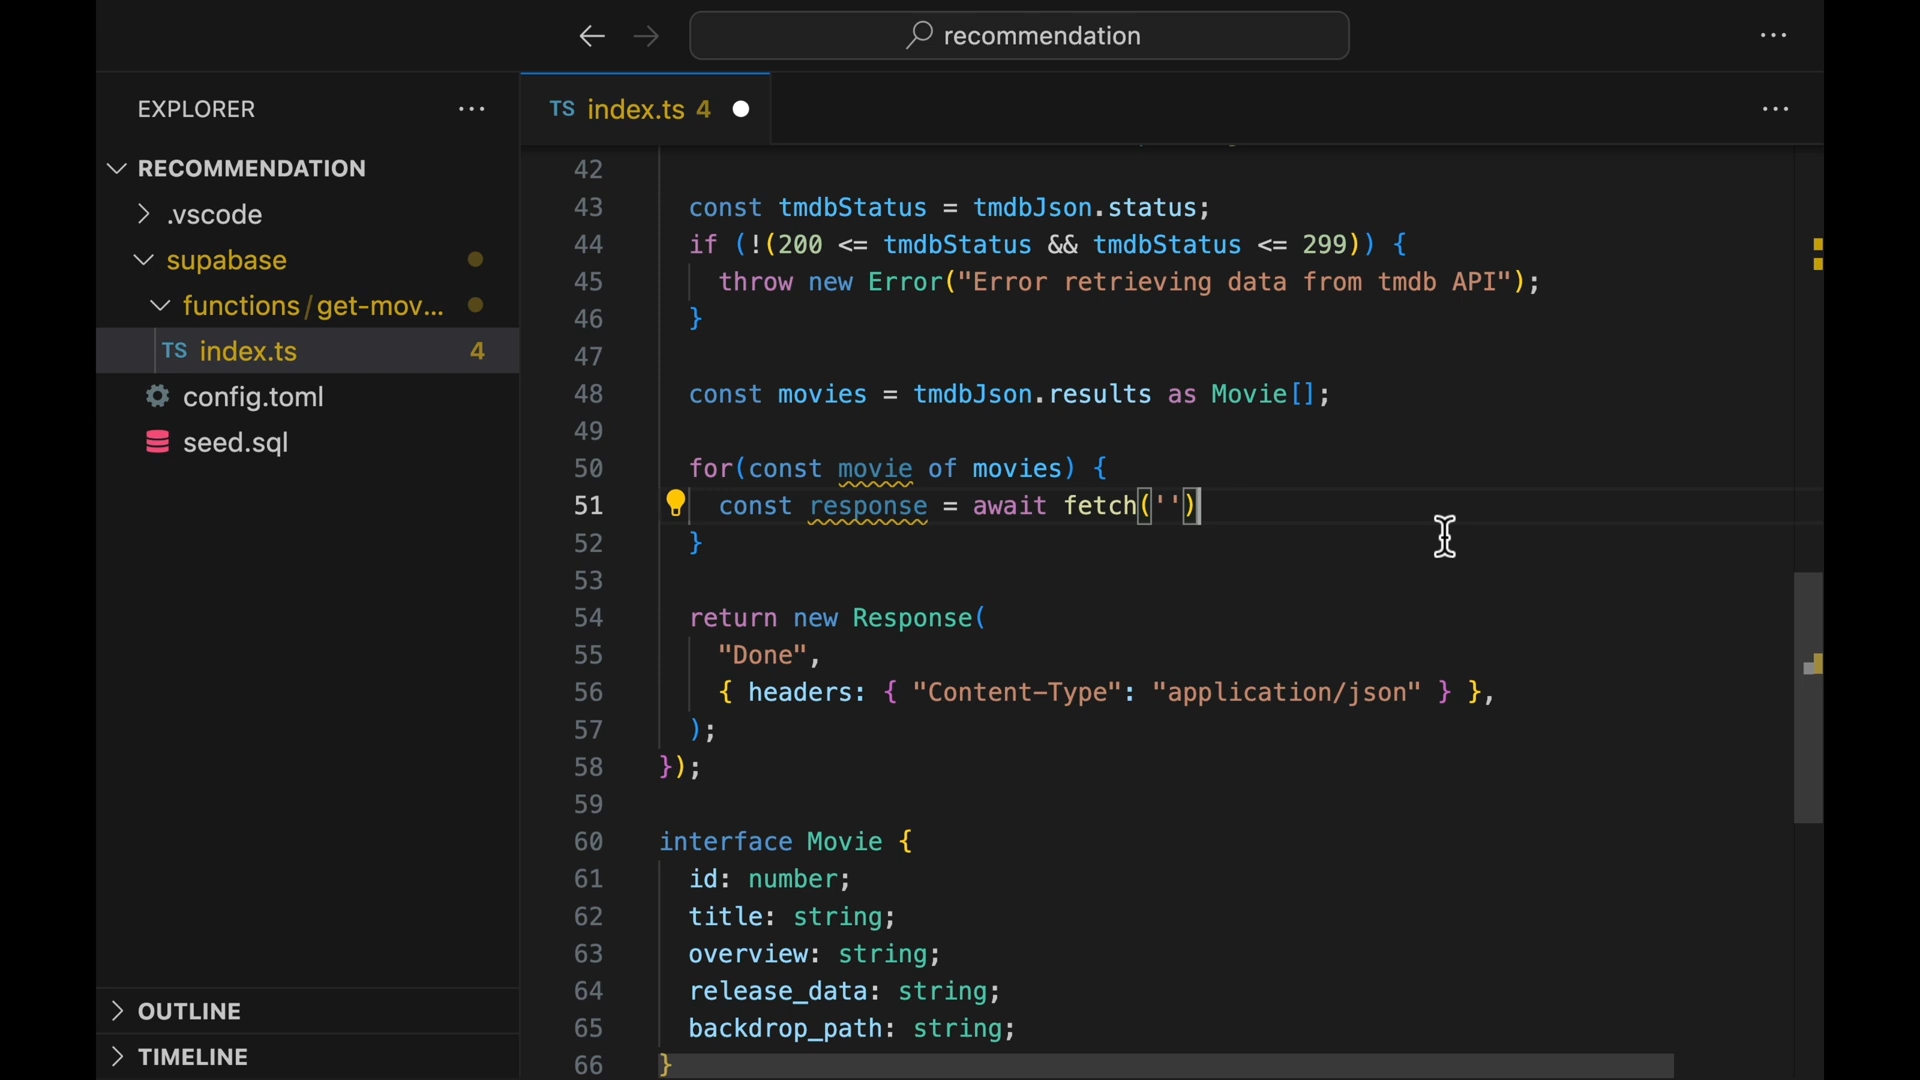 recommendation
EXPLORER
RECOMMENDATION
.vscode
supabase
functions/get-mov...
TS index.ts 4
config.toml
seed.sql
OUTLINE
TIMELINE
TS index.ts 4
42
43 const tmdbStatus = tmdbJson.status;
44 if (!(200 <= tmdbStatus && tmdbStatus <= 299)) {
45 throw new Error("Error retrieving data from tmdb API");
46 }
47
48 const movies = tmdbJson.results as Movie[];
49
50 for(const movie of movies) {
51 const response = await fetch('')
52 }
53
54 return new Response(
55 "Done",
56 { headers: { "Content-Type": "application/json" } },
57 );
58 });
59
60 interface Movie {
61 id: number;
62 title: string;
63 overview: string;
64 release_data: string;
65 backdrop_path: string;
66 }